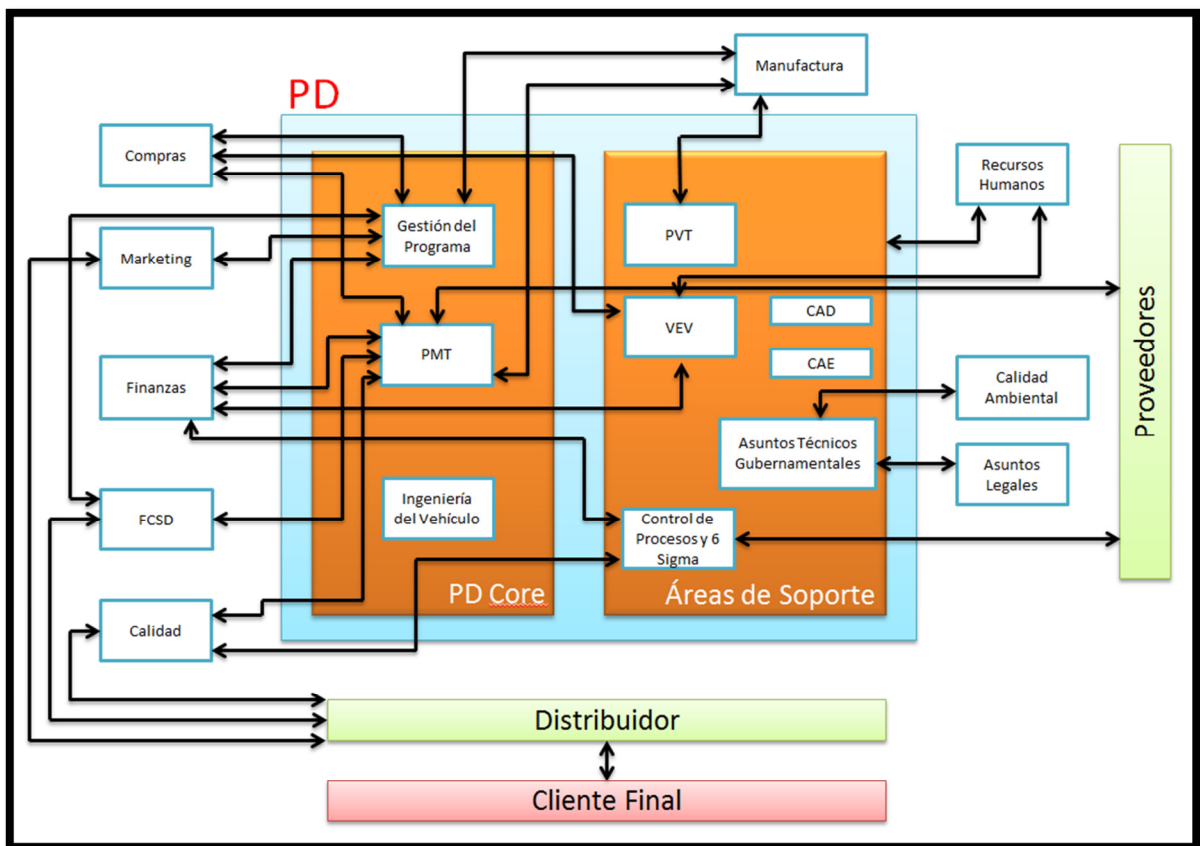 Manufactura
PD
Compras
Recursos
Humanos
Gestión del
Programa
PVT
Marketing
Proveedores
CAD
VEV
PMT
CAE
Finanzas
Calidad
Ambiental
Asuntos Técnicos
Gubernamentales
Asuntos
Legales
Ingeniería
del Vehículo
FCSD
Control de
Procesos y 6
Sigma
PD Core
Áreas de Soporte
Calidad
Distribuidor
Cliente Final